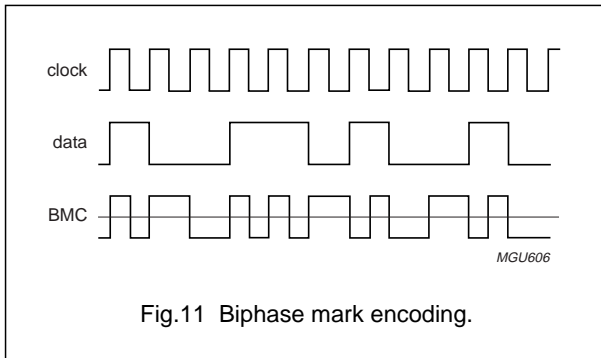 clock
data
BMC
MGU606
Fig.11 Biphase mark encoding.